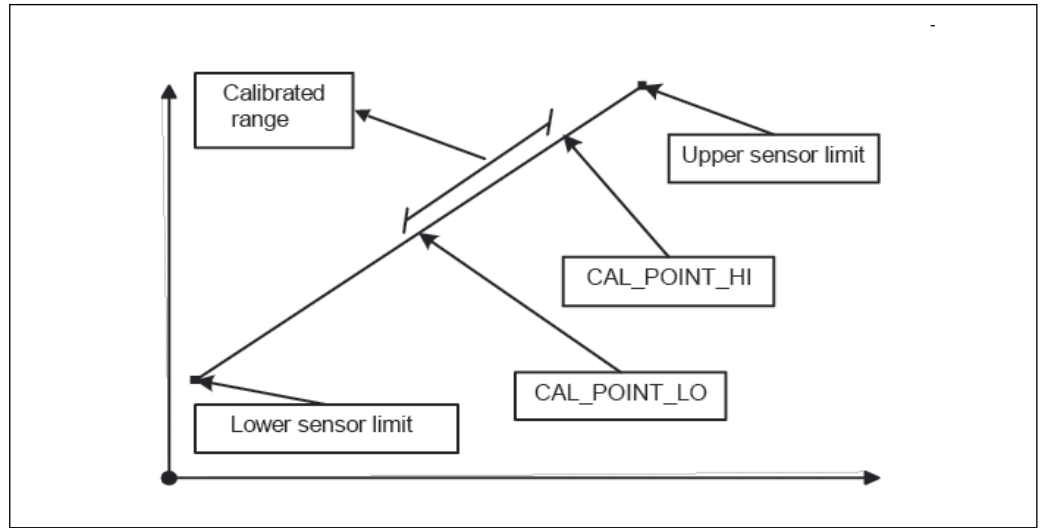 Calibrated
range
Upper sensor limit
CAL_POINT_HI
CAL_POINT_LO
Lower sensor limit